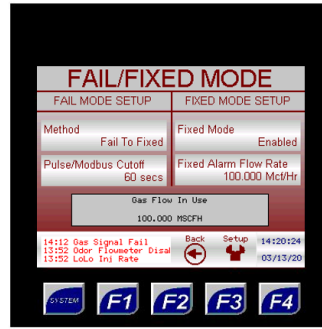 FAIL/FIXED MODE
FAIL MODE SETUP
FIXED MODE SETUP
Method
Fail To Fixed
Fixed Mode
Enabled
Pulse/Modbus Cutoff
60 secs
Fixed Alarm Flow Rate
100.000 Mcf/Hr
Gas Flow In Use
100.000 MSCFH
14:12 Gas Signal Fail
13:52 Odor Flowmeter Disa
13:52 LoLo Inj Rate
Back
Setup
14:20:24
03/13/20
SYSTEM
F1
F2
F3
F4